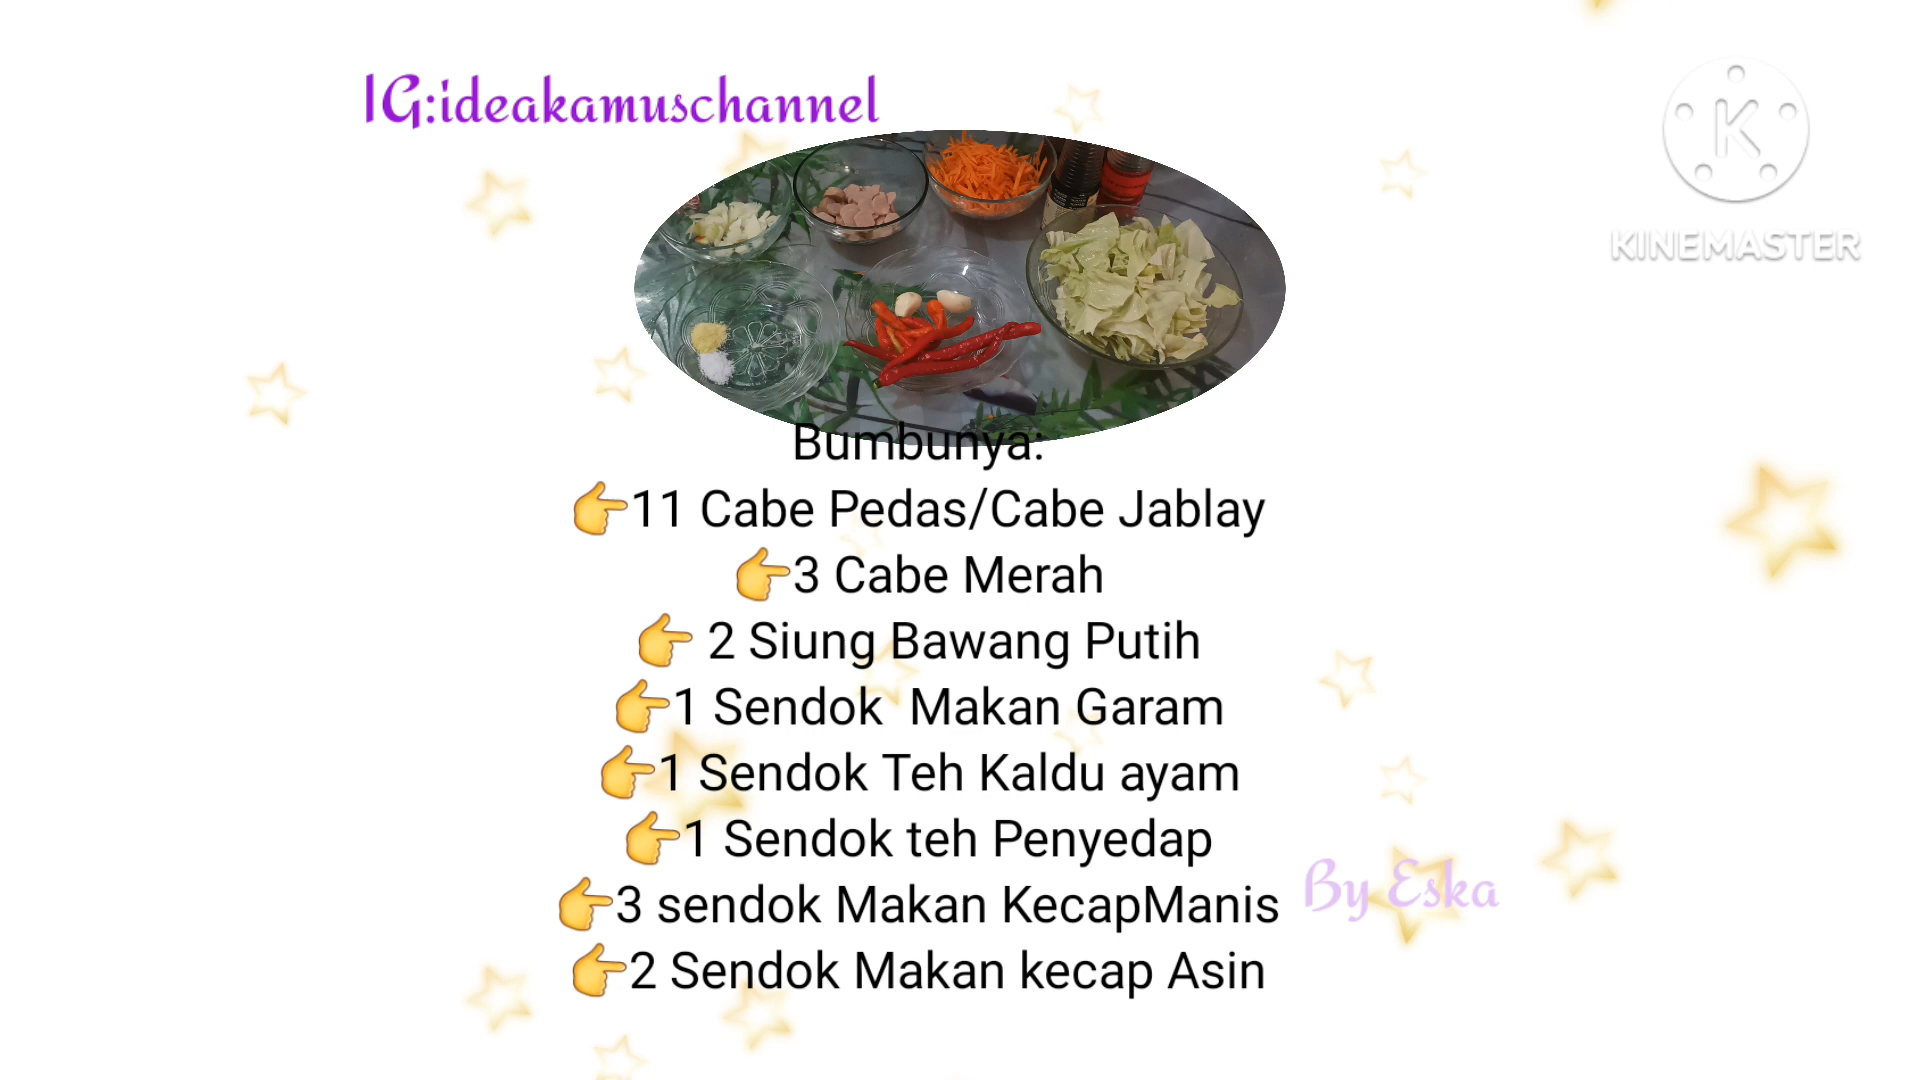 IG:ideakamuschannel
KINEMASTER
Bumbunya:
👉11 Cabe Pedas/Cabe Jablay
👉3 Cabe Merah
👉 2 Siung Bawang Putih
👉1 Sendok  Makan Garam
👉1 Sendok Teh Kaldu ayam
👉1 Sendok teh Penyedap
👉3 sendok Makan KecapManis
👉2 Sendok Makan kecap Asin
By Eska